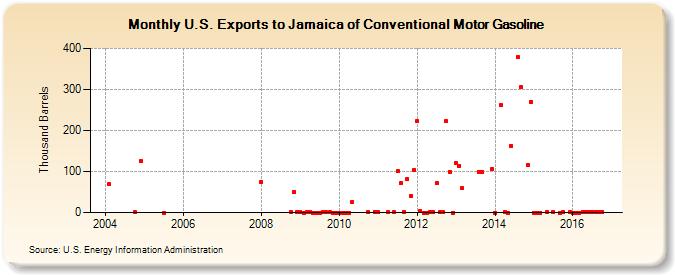 Monthly U.S. Exports to Jamaica of Conventional Motor Gasoline
Thousand Barrels
400
300
200
100
0
2004 2006 2008 2010 2012 2014 2016
Source: U.S. Energy Information Administration